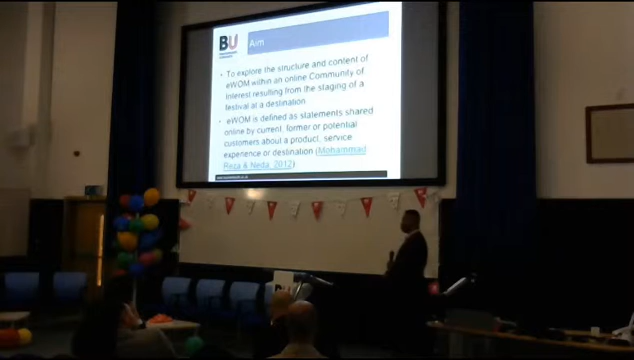 BU
Aim
• To explore the structure and content of
eWOM within an online Community of
Interest resulting from the staging of a
festival at a destination
• eWOM is defined as statements shared
online by current, former or potential
customers about a product, service
experience or destination (Mohammad
Reza & Neda, 2012)